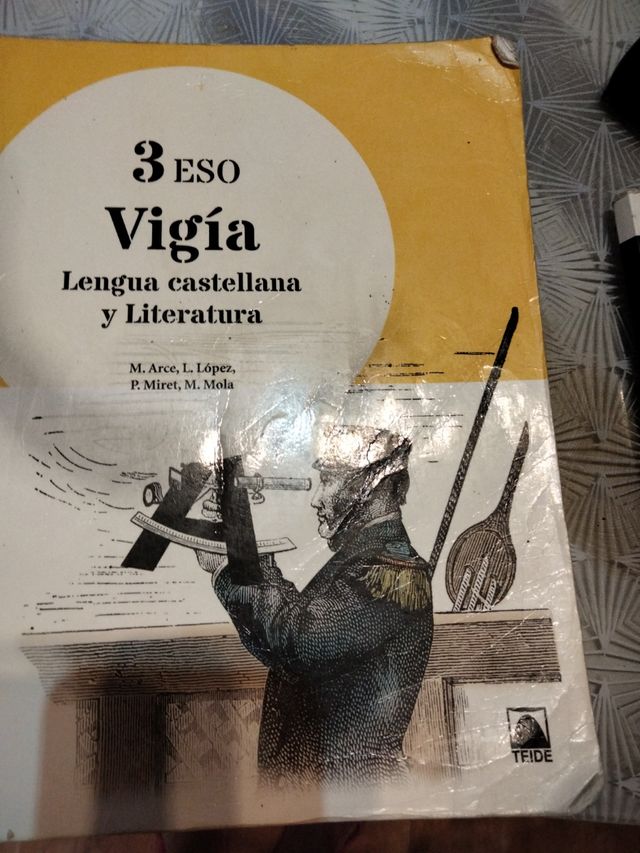 3 ESO
Vigía
Lengua castellana
y Literatura
M. Arce, L. López,
P. Miret, M. Mola
TEIDE